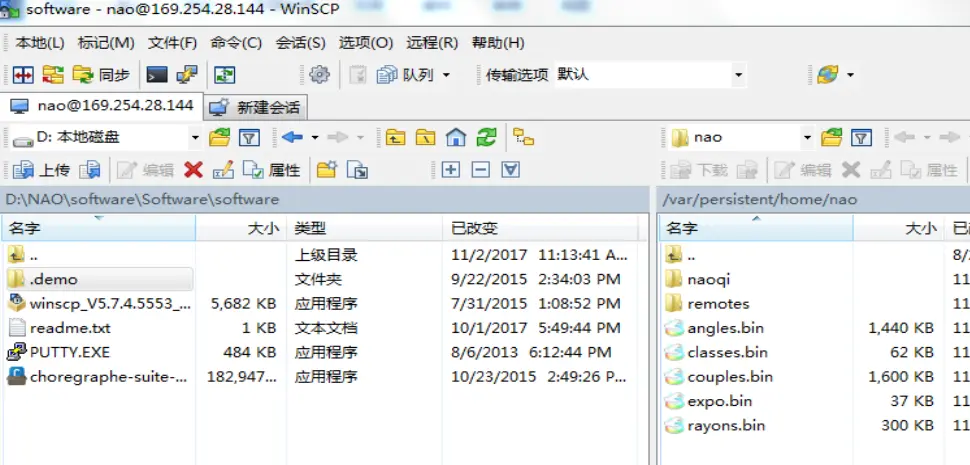 software - nao@169.254.28.144 - WinSCP
本地(L) 标记(M) 文件(F) 命令(C) 会话(S) 选项(O) 远程(R) 帮助(H)
同步 队列 传输选项 默认
nao@169.254.28.144 新建会话
D: 本地磁盘 nao
上传 编辑 属性 下载 编辑 属性
D:\NAO\software\Software\software /var/persistent/home/nao
名字 大小 类型 已改变 名字 大小 已
.. 上级目录 11/2/2017 11:13:41 A... .. 8/
.demo 文件夹 9/22/2015 2:34:03 PM naoqi 11
winscp_V5.7.4.5553_... 5,682 KB 应用程序 7/31/2015 1:08:52 PM remotes 11
readme.txt 1 KB 文本文档 10/1/2017 5:49:44 PM angles.bin 1,440 KB 11
PUTTY.EXE 484 KB 应用程序 8/6/2013 6:12:44 PM classes.bin 62 KB 11
choregraphe-suite-... 182,947... 应用程序 10/23/2015 2:49:26 P... couples.bin 1,600 KB 11
expo.bin 37 KB 11
rayons.bin 300 KB 11